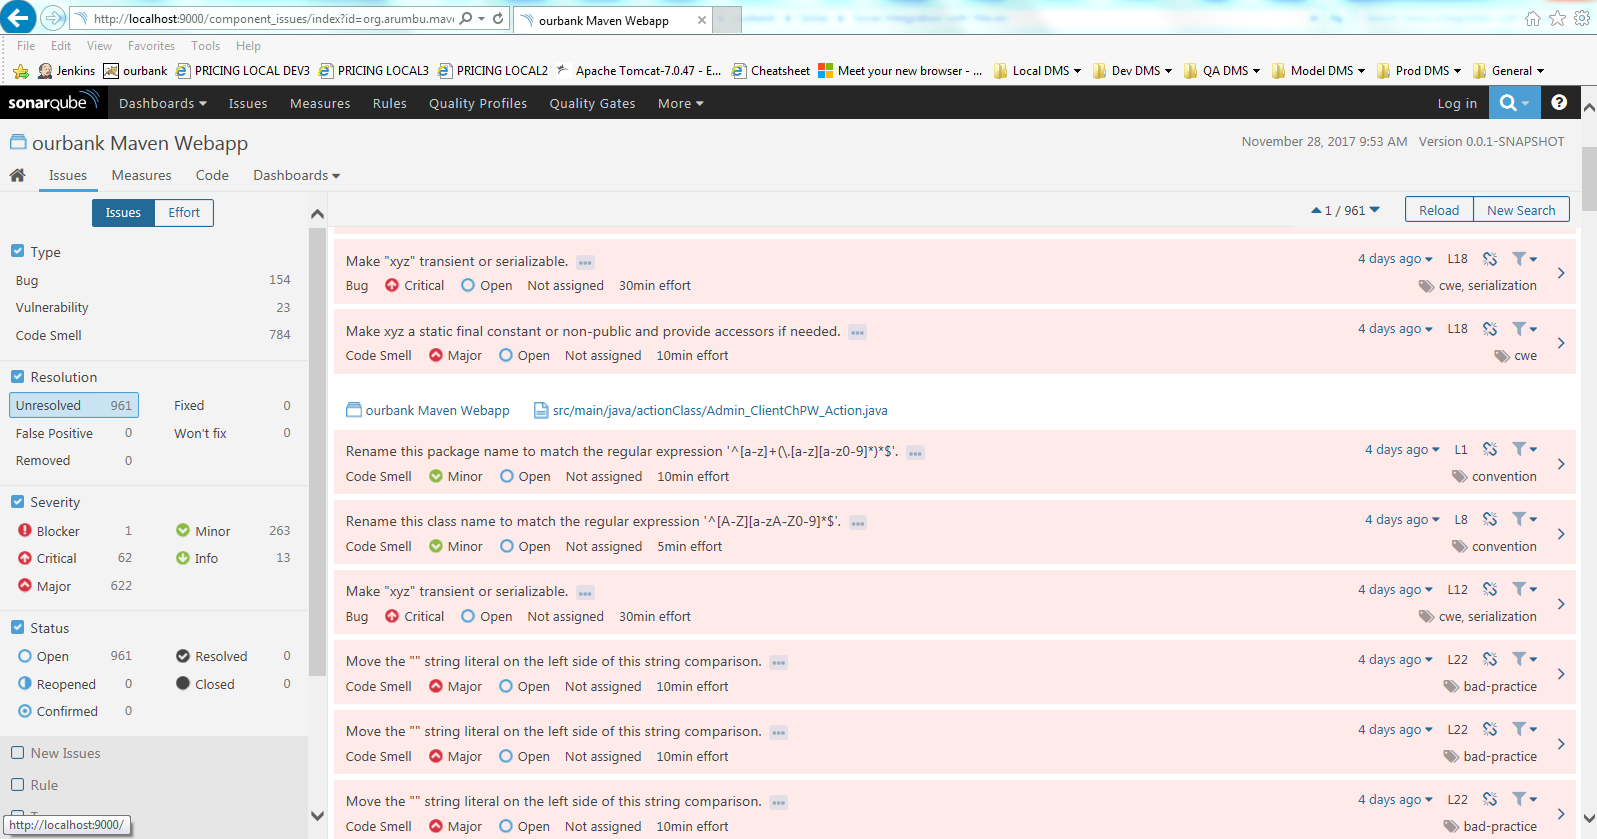 http://localhost:9000/component_issues/index?id=org.arumbu.mav
ourbank Maven Webapp
File Edit View Favorites Tools Help
Jenkins ourbank PRICING LOCAL DEV3 PRICING LOCAL3 PRICING LOCAL2 Apache Tomcat-7.0.47 - E... Cheatsheet Meet your new browser - ... Local DMS Dev DMS QA DMS Model DMS Prod DMS General
sonarqube Dashboards Issues Measures Rules Quality Profiles Quality Gates More Log in
ourbank Maven Webapp November 28, 2017 9:53 AM Version 0.0.1-SNAPSHOT
Issues Measures Code Dashboards
Issues Effort
1 / 961 Reload New Search
Type
Bug 154
Vulnerability 23
Code Smell 784
Resolution
Unresolved 961 Fixed 0
False Positive 0 Won't fix 0
Removed 0
Severity
Blocker 1 Minor 263
Critical 62 Info 13
Major 622
Status
Open 961 Resolved 0
Reopened 0 Closed 0
Confirmed 0
New Issues
Rule
http://localhost:9000/
Make "xyz" transient or serializable. 4 days ago L18
Bug Critical Open Not assigned 30min effort cwe, serialization
Make xyz a static final constant or non-public and provide accessors if needed. 4 days ago L18
Code Smell Major Open Not assigned 10min effort cwe
ourbank Maven Webapp src/main/java/actionClass/Admin_ClientChPW_Action.java
Rename this package name to match the regular expression '^[a-z]+(\.[a-z][a-z0-9]*)*$'. 4 days ago L1
Code Smell Minor Open Not assigned 10min effort convention
Rename this class name to match the regular expression '^[A-Z][a-zA-Z0-9]*$'. 4 days ago L8
Code Smell Minor Open Not assigned 5min effort convention
Make "xyz" transient or serializable. 4 days ago L12
Bug Critical Open Not assigned 30min effort cwe, serialization
Move the "" string literal on the left side of this string comparison. 4 days ago L22
Code Smell Major Open Not assigned 10min effort bad-practice
Move the "" string literal on the left side of this string comparison. 4 days ago L22
Code Smell Major Open Not assigned 10min effort bad-practice
Move the "" string literal on the left side of this string comparison. 4 days ago L22
Code Smell Major Open Not assigned 10min effort bad-practice